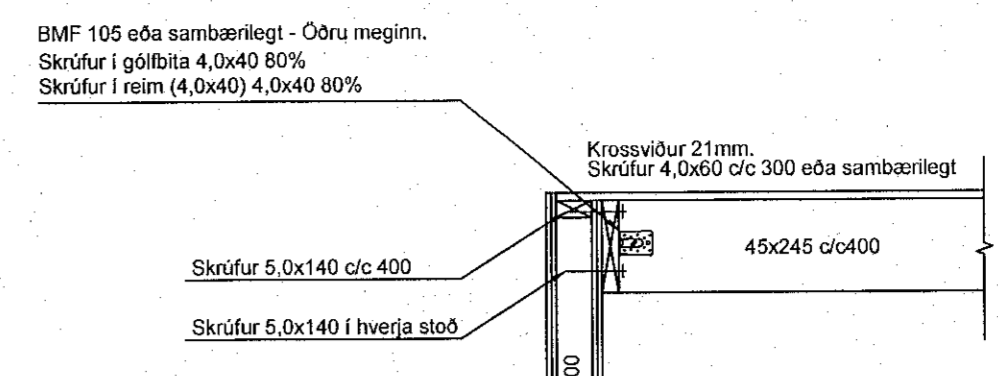 BMF 105 eða sambærilegt - Öðru meginn.
Skrúfur í gólfbita 4,0x40 80%
Skrúfur í reim (4,0x40) 4,0x40 80%
Krossviður 21mm.
Skrúfur 4,0x60 c/c 300 eða sambærilegt
45x245 c/c400
Skrúfur 5,0x140 c/c 400
Skrúfur 5,0x140 í hverja stoð
00